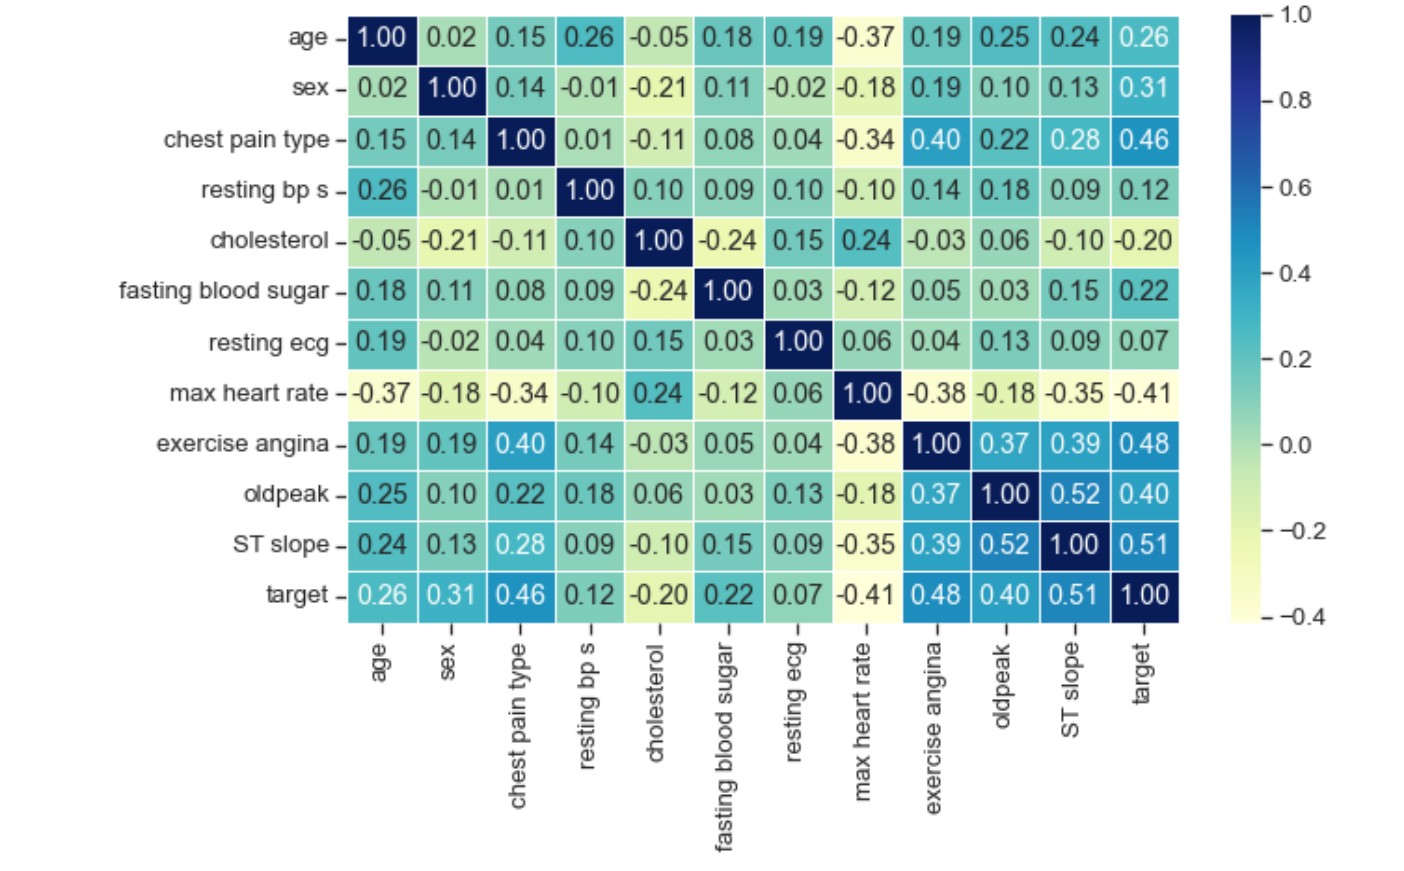 age 1.00 0.02 0.15 0.26 -0.05 0.18 0.19 -0.37 0.19 0.25 0.24 0.26
sex 0.02 1.00 0.14 -0.01 -0.21 0.11 -0.02 -0.18 0.19 0.10 0.13 0.31
chest pain type 0.15 0.14 1.00 0.01 -0.11 0.08 0.04 -0.34 0.40 0.22 0.28 0.46
resting bp s 0.26 -0.01 0.01 1.00 0.10 0.09 0.10 -0.10 0.14 0.18 0.09 0.12
cholesterol -0.05 -0.21 -0.11 0.10 1.00 -0.24 0.15 0.24 -0.03 0.06 -0.10 -0.20
fasting blood sugar 0.18 0.11 0.08 0.09 -0.24 1.00 0.03 -0.12 0.05 0.03 0.15 0.22
resting ecg 0.19 -0.02 0.04 0.10 0.15 0.03 1.00 0.06 0.04 0.13 0.09 0.07
max heart rate -0.37 -0.18 -0.34 -0.10 0.24 -0.12 0.06 1.00 -0.38 -0.18 -0.35 -0.41
exercise angina 0.19 0.19 0.40 0.14 -0.03 0.05 0.04 -0.38 1.00 0.37 0.39 0.48
oldpeak 0.25 0.10 0.22 0.18 0.06 0.03 0.13 -0.18 0.37 1.00 0.52 0.40
ST slope 0.24 0.13 0.28 0.09 -0.10 0.15 0.09 -0.35 0.39 0.52 1.00 0.51
target 0.26 0.31 0.46 0.12 -0.20 0.22 0.07 -0.41 0.48 0.40 0.51 1.00
age
sex
chest pain type
resting bp s
cholesterol
fasting blood sugar
resting ecg
max heart rate
exercise angina
oldpeak
ST slope
target
1.0
0.8
0.6
0.4
0.2
0.0
−0.2
−0.4